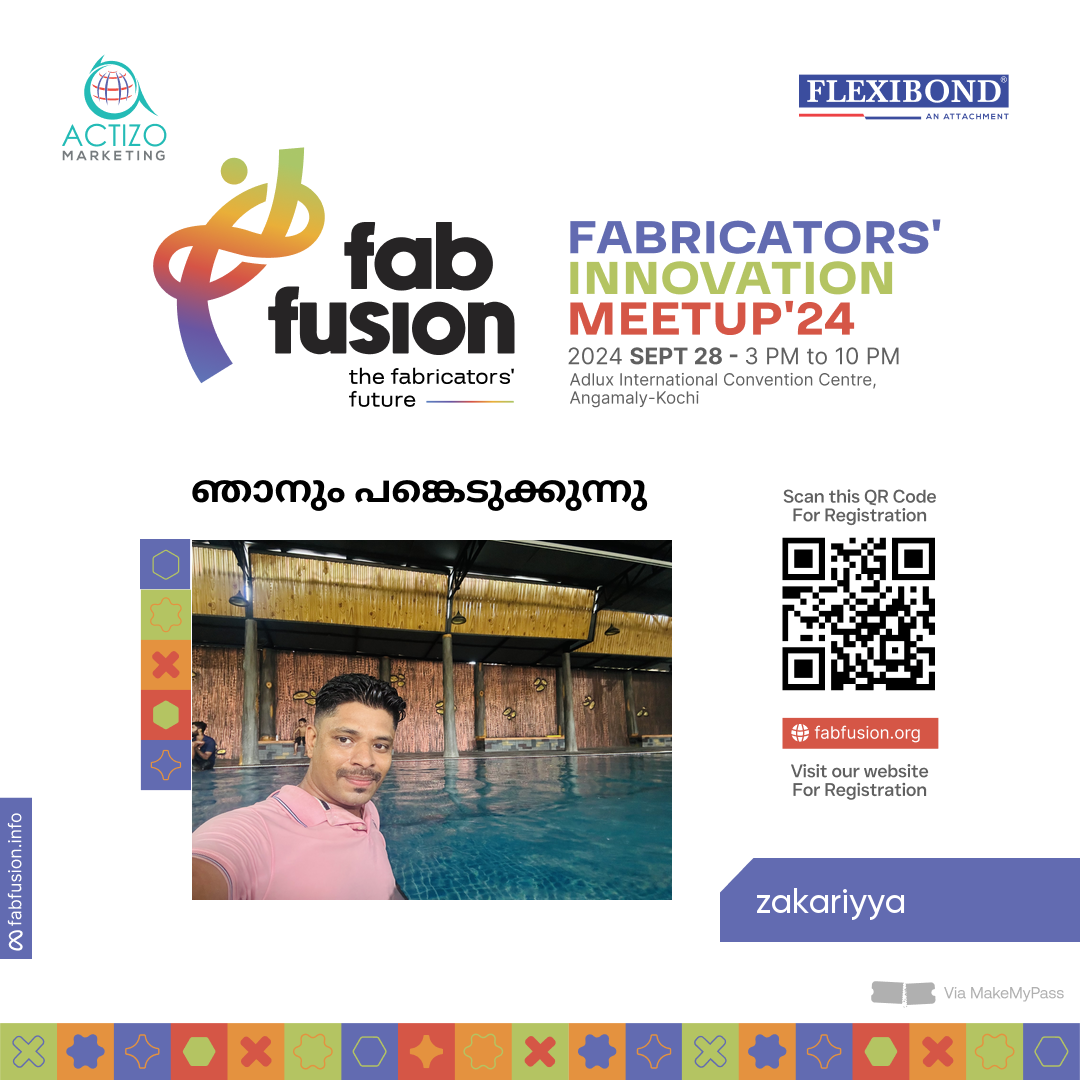 ACTIZO
MARKETING
FLEXIBOND®
AN ATTACHMENT
fab
fusion
the fabricators'
future
FABRICATORS'
INNOVATION
MEETUP'24
2024 SEPT 28 - 3 PM to 10 PM
Adlux International Convention Centre,
Angamaly-Kochi
ഞാനും പങ്കെടുക്കുന്നു
Scan this QR Code
For Registration
fabfusion.org
Visit our website
For Registration
fabfusion.info
zakariyya
Via MakeMyPass